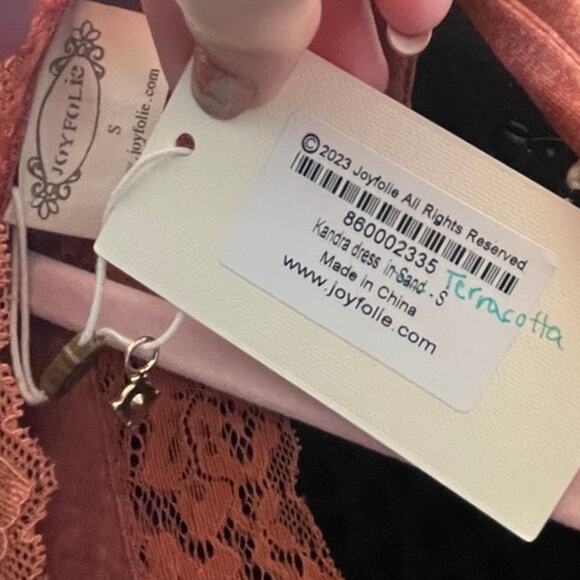 JOYFOLIE
S
.joyfolie.com
©2023 Joyfolie All Rights Reserved
860002335
Kandra dress in Sand - S Terracotta
Made in China
www.joyfolie.com